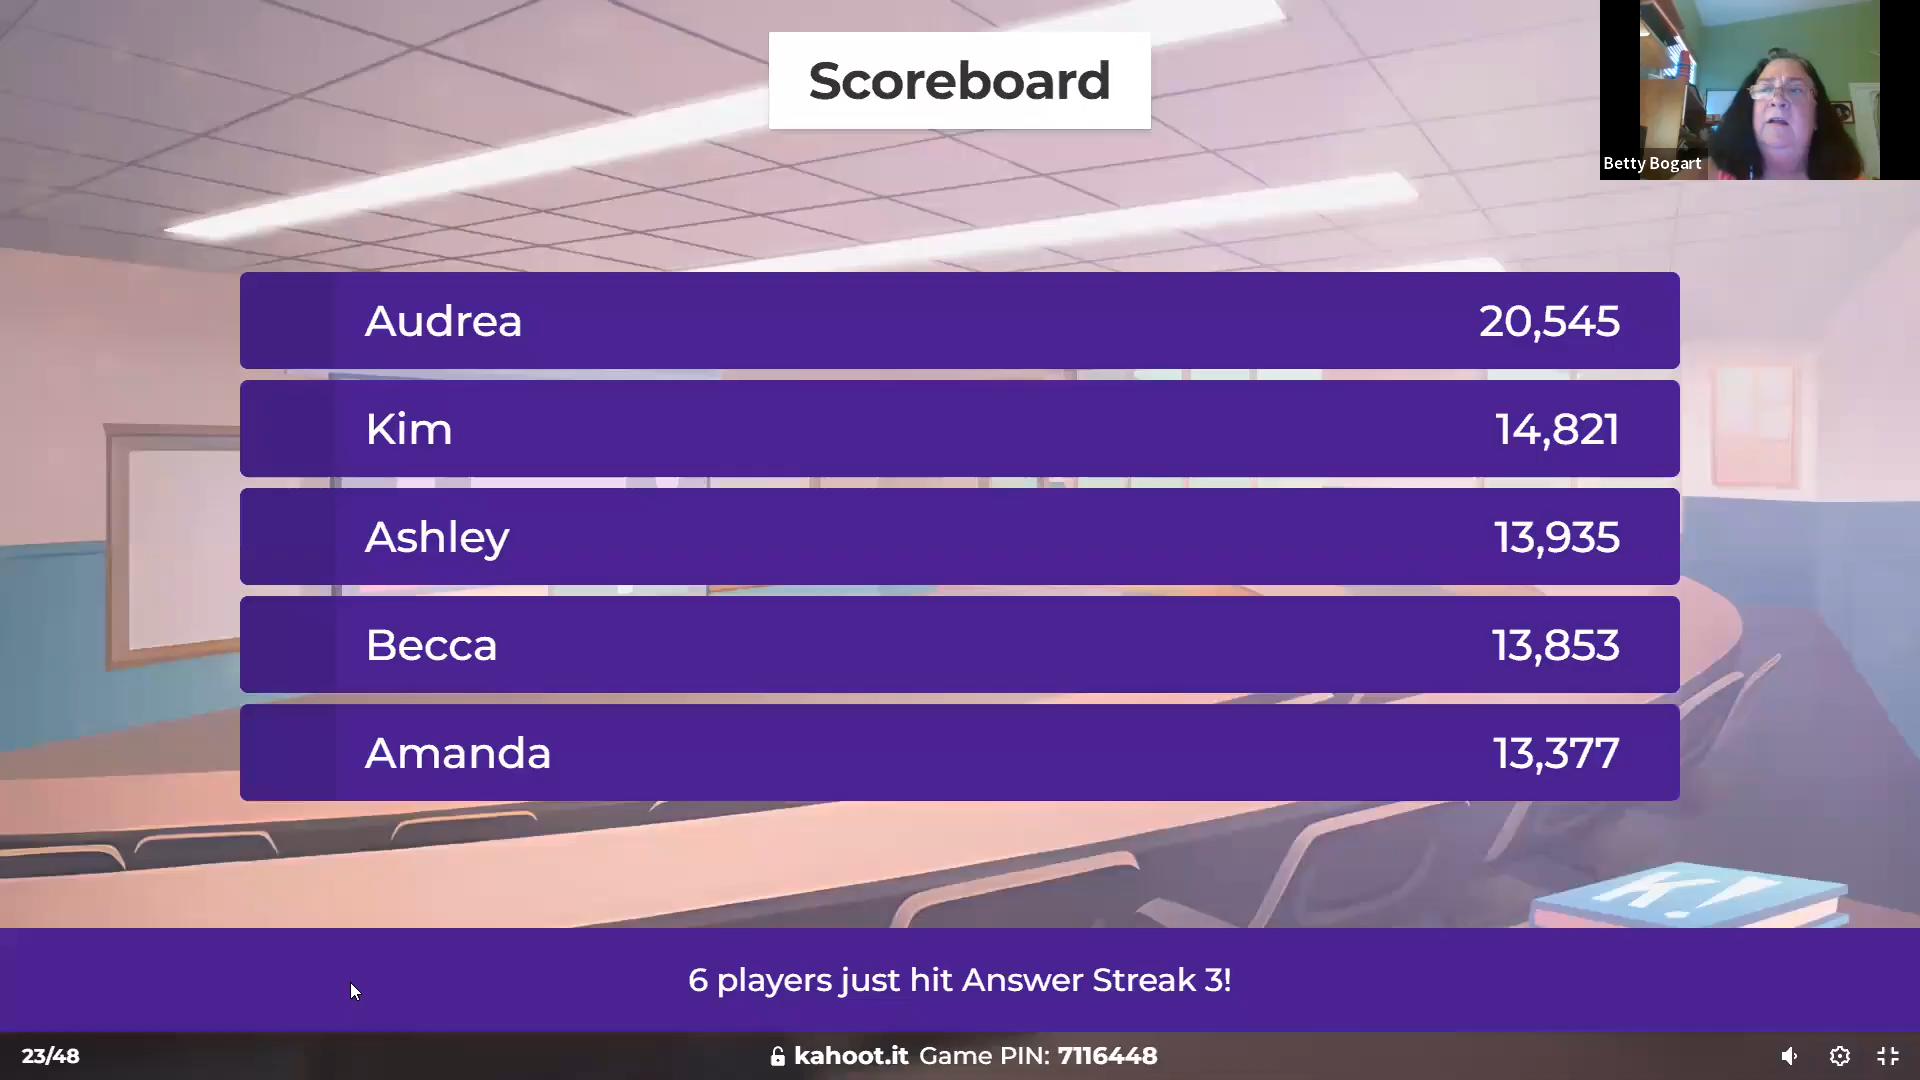 Scoreboard
Betty Bogart
Audrea 20,545
Kim 14,821
Ashley 13,935
Becca 13,853
Amanda 13,377
K!
6 players just hit Answer Streak 3!
23/48
kahoot.it Game PIN: 7116448